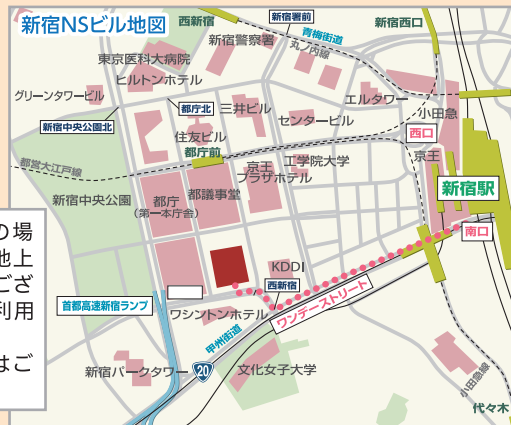 新宿NSビル地図
西新宿
新宿署前
新宿西口
青梅街道
新宿警察署
丸ノ内線
東京医科大病院
ヒルトンホテル
グリーンタワービル
都庁北
三井ビル
エルタワー
小田急
新宿中央公園北
住友ビル
センタービル
西口
都庁前
京王
都営大江戸線
京王
プラザホテル
工学院大学
新宿駅
新宿中央公園
都庁
(第一本庁舎)
都議事堂
南口
の場
地上
ござ
利用
はご
KDDI
西新宿
首都高速新宿ランプ
ワシントンホテル
ワンデーストリート
甲州街道
20
新宿パークタワー
文化女子大学
小田急線
代々木